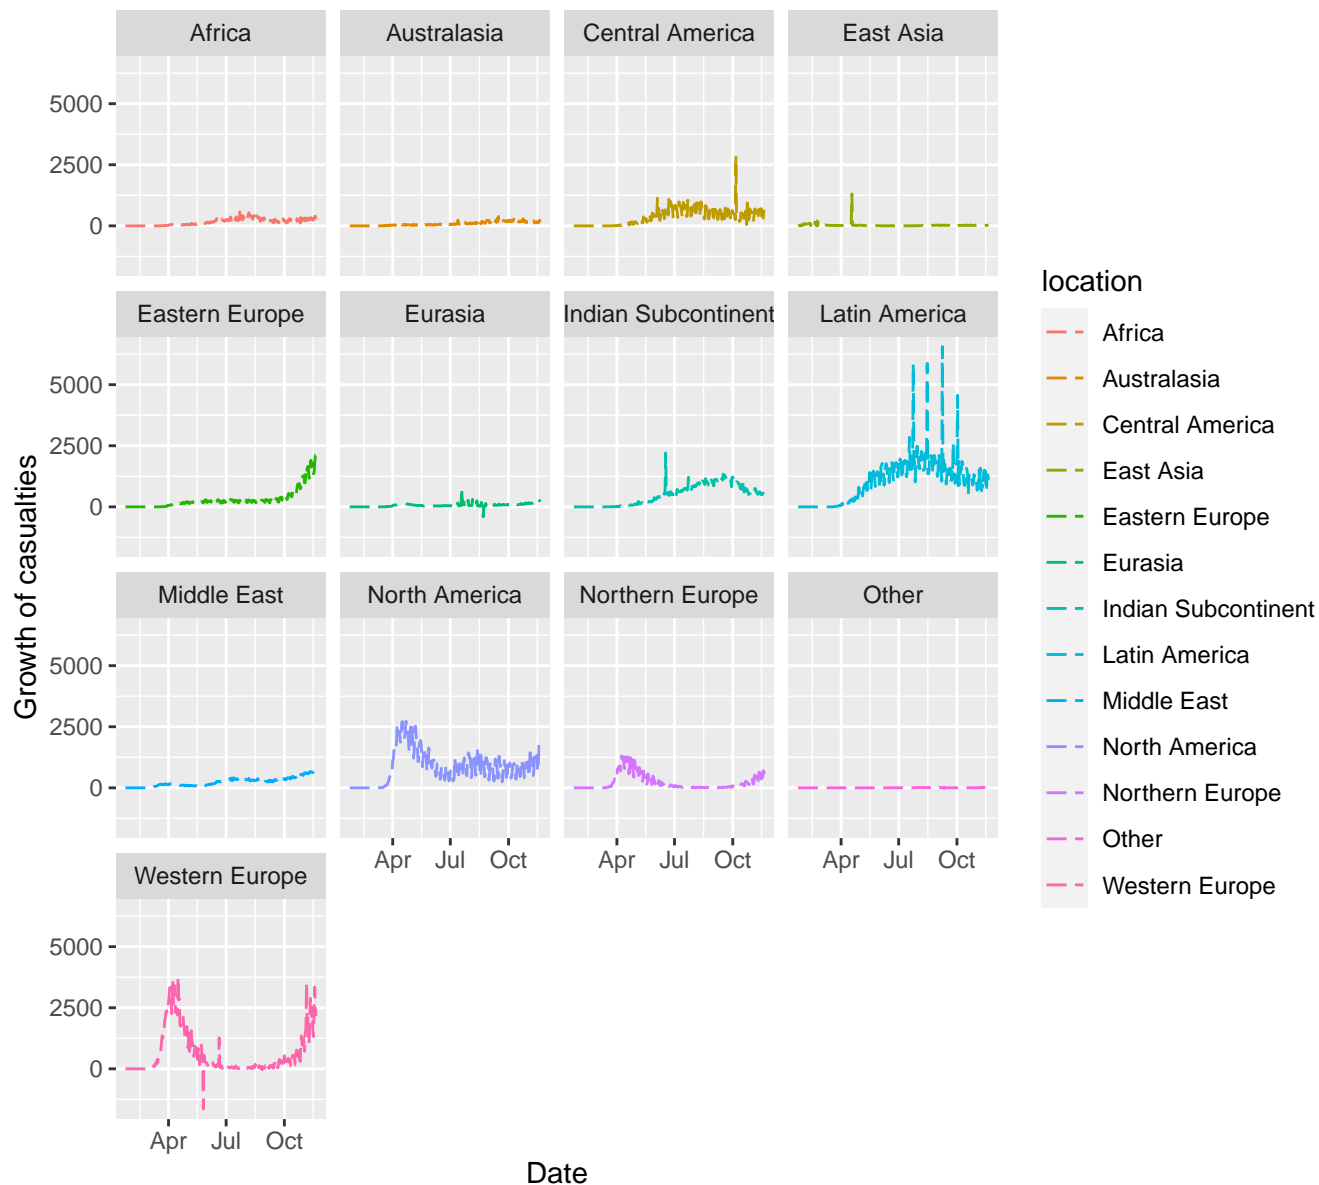 Africa
Australasia
Central America
East Asia
5000
2500
0
Eastern Europe
Eurasia
Indian Subcontinent
Latin America
5000
2500
0
Middle East
North America
Northern Europe
Other
5000
2500
0
Apr Jul Oct
Apr Jul Oct
Apr Jul Oct
Western Europe
5000
2500
0
Apr Jul Oct
Date
Growth of casualties
location
Africa
Australasia
Central America
East Asia
Eastern Europe
Eurasia
Indian Subcontinent
Latin America
Middle East
North America
Northern Europe
Other
Western Europe